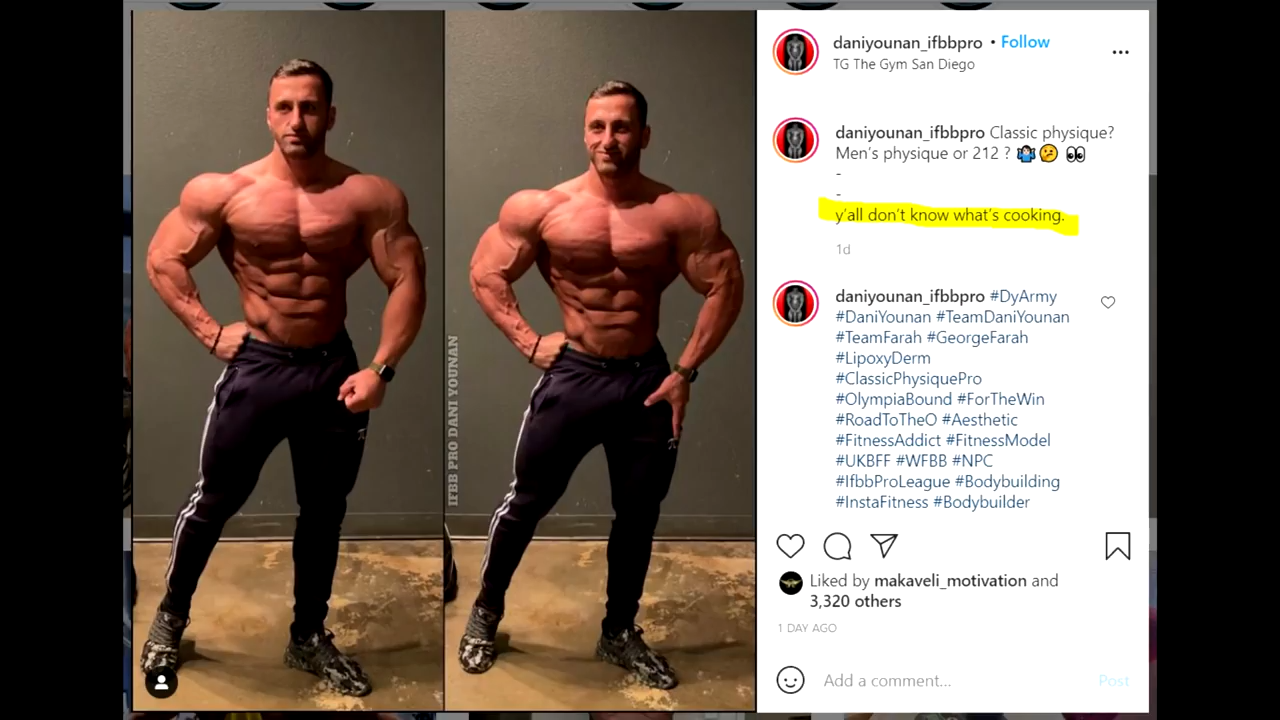 IFBB PRO DANI YOUNAN
daniyounan_ifbbpro • Follow
TG The Gym San Diego
daniyounan_ifbbpro Classic physique?
Men's physique or 212 ? 🤷🏻‍♂️🤔 👀
-
-
y'all don't know what's cooking.
1d
daniyounan_ifbbpro #DyArmy
#DaniYounan #TeamDaniYounan
#TeamFarah #GeorgeFarah
#LipoxyDerm
#ClassicPhysiquePro
#OlympiaBound #ForTheWin
#RoadToTheO #Aesthetic
#FitnessAddict #FitnessModel
#UKBFF #WFBB #NPC
#IfbbProLeague #Bodybuilding
#InstaFitness #Bodybuilder
Liked by makaveli_motivation and
3,320 others
1 DAY AGO
Add a comment...
Post